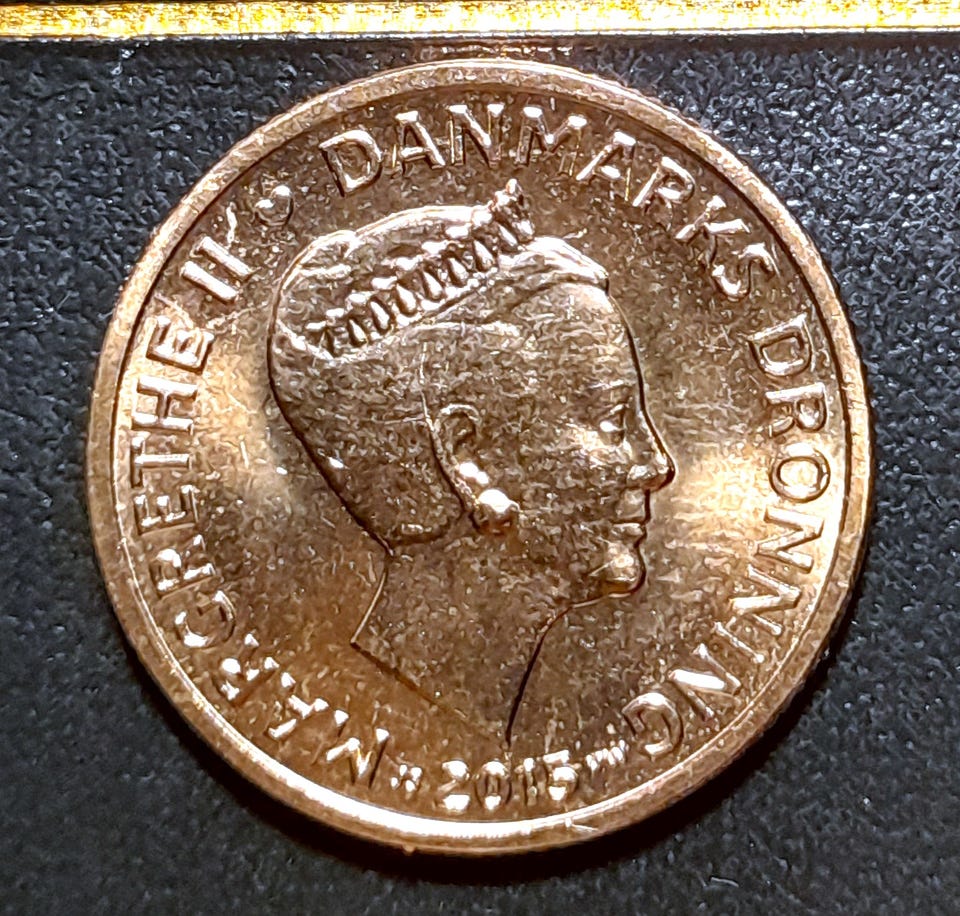 MARGRETHE II
DANMARKS DRONNING
2015